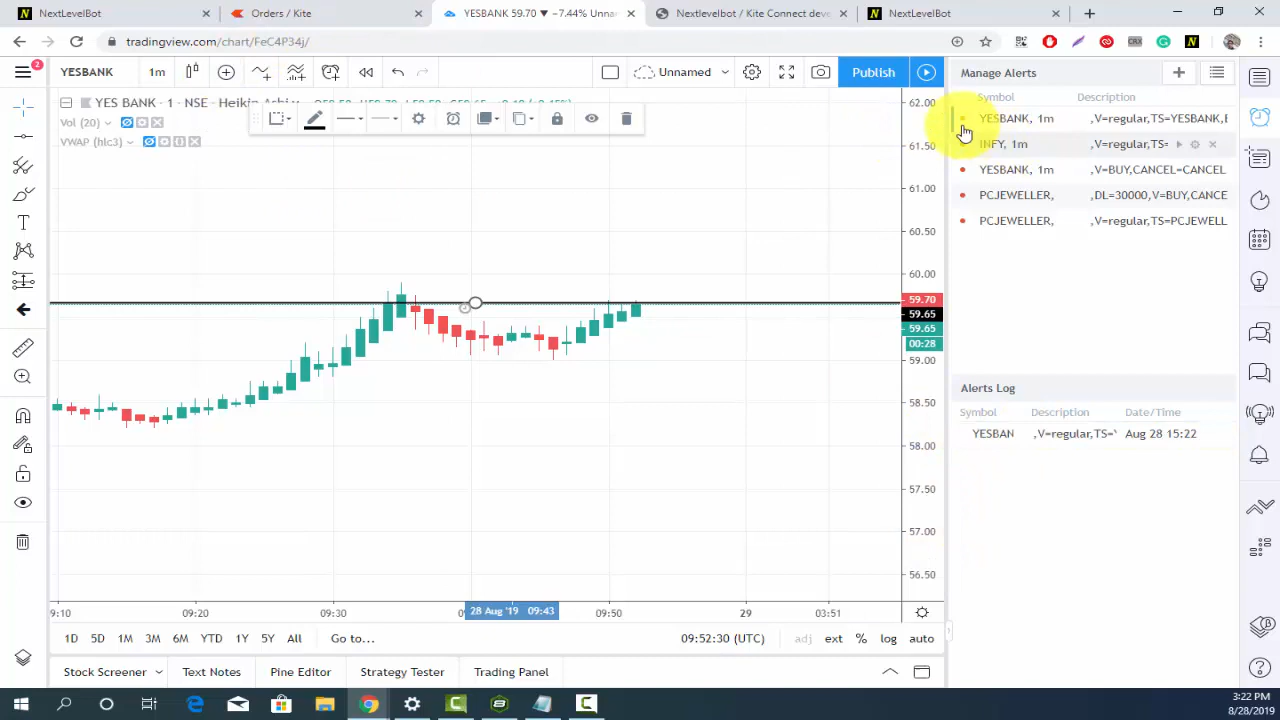 NextLevelBot
Orders / Kite
YESBANK 59.70 ▼ −7.44% Unna
Nextlevelbot / Kite Connect deve
NextLevelBot
tradingview.com/chart/FeC4P34j/
2
YESBANK
1m
Unnamed
Publish
Manage Alerts
YES BANK · 1 · NSE · Heikin Ashi
Vol (20)
VWAP (hlc3)
Symbol Description
YESBANK, 1m ,V=regular,TS=YESBANK,E
INFY, 1m ,V=regular,TS=
YESBANK, 1m ,V=BUY,CANCEL=CANCEL
PCJEWELLER, ,DL=30000,V=BUY,CANCE
PCJEWELLER, ,V=regular,TS=PCJEWELL
62.00
61.50
61.00
60.50
60.00
59.70
59.65
59.65
00:28
59.00
58.50
58.00
57.50
57.00
56.50
Alerts Log
Symbol Description Date/Time
YESBAN ,V=regular,TS=' Aug 28 15:22
9:10 09:20 09:30 28 Aug '19 09:43 09:50 29 03:51
1D 5D 1M 3M 6M YTD 1Y 5Y All Go to... 09:52:30 (UTC) adj ext % log auto
Stock Screener Text Notes Pine Editor Strategy Tester Trading Panel
3:22 PM
8/28/2019